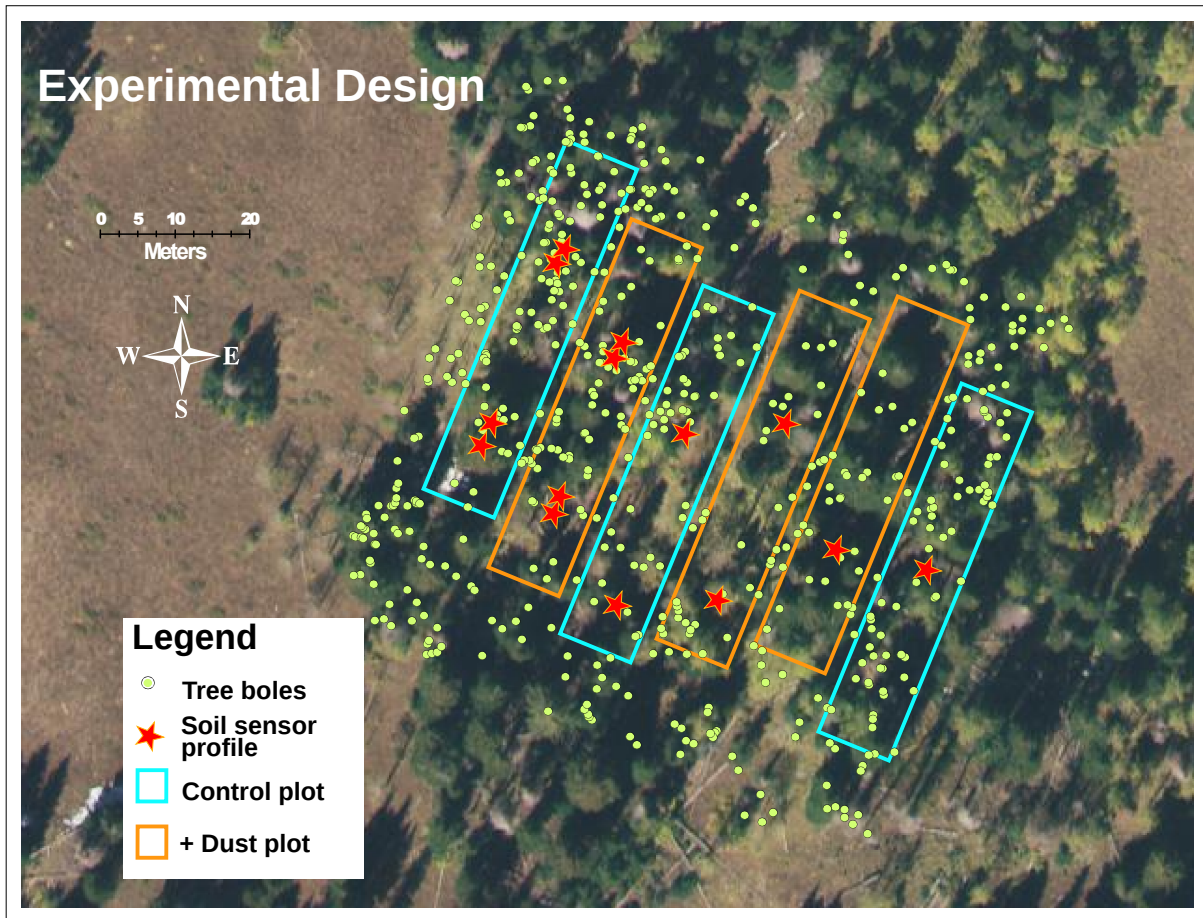 Experimental Design
0 5 10 20
Meters
N
W E
S
Legend
Tree boles
Soil sensor
profile
Control plot
+ Dust plot